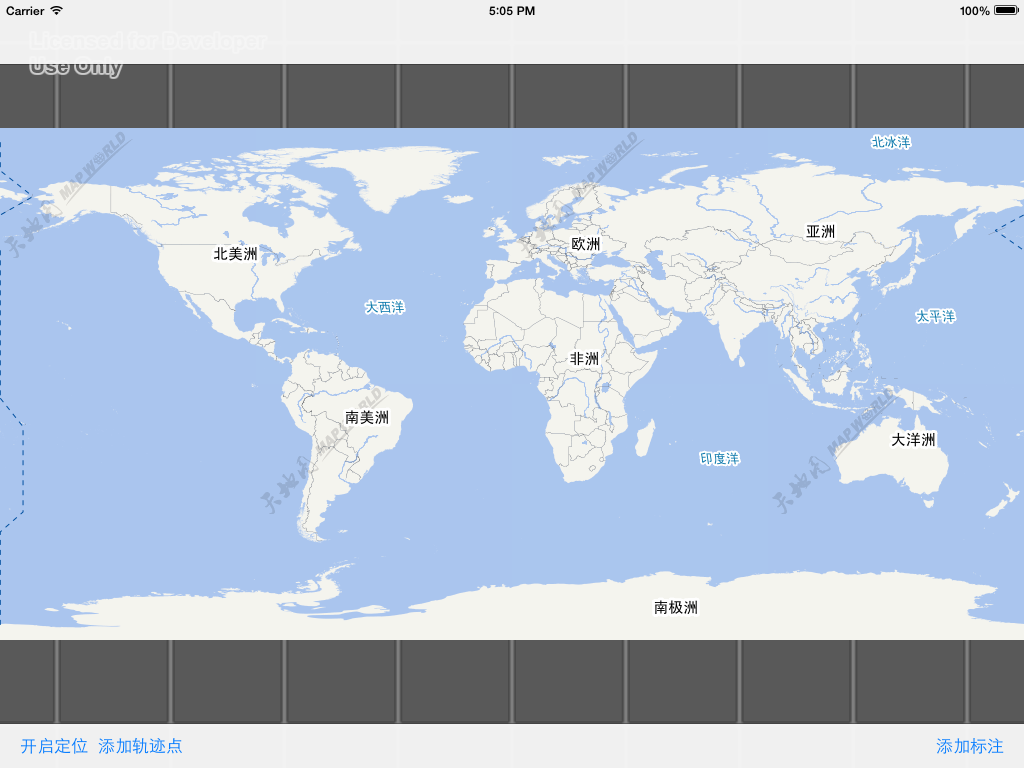 Carrier 5:05 PM 100%
Licensed for Developer
Use Only
北冰洋
MAP WORLD MAP WORLD
天地图 天地图
亚洲
欧洲
北美洲
大西洋
太平洋
非洲
MAP WORLD MAP WORLD
南美洲
大洋洲
印度洋
天地图 天地图
南极洲
开启定位 添加轨迹点 添加标注